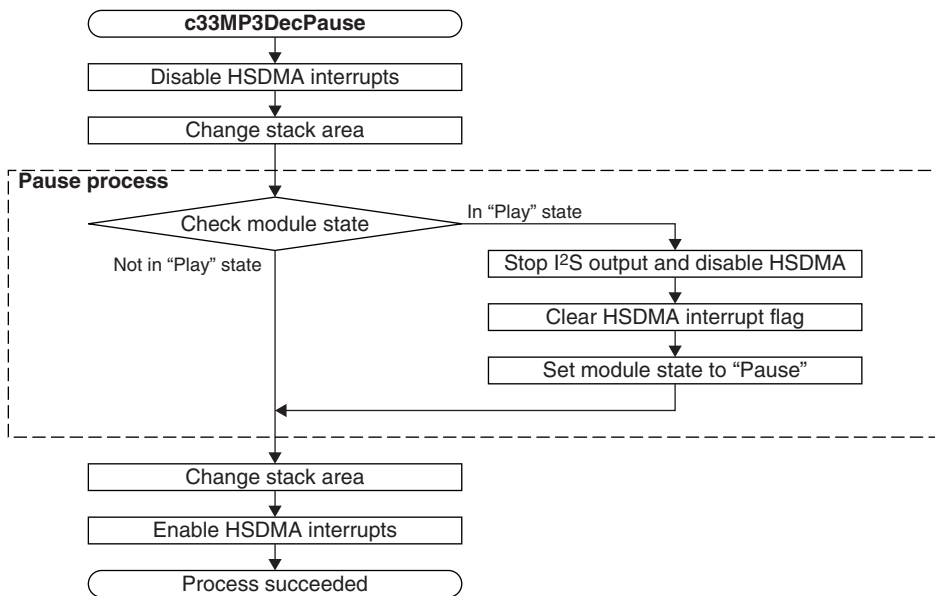 c33MP3DecPause
Disable HSDMA interrupts
Change stack area
Pause process
Check module state
In “Play” state
Not in “Play” state
Stop I2S output and disable HSDMA
Clear HSDMA interrupt flag
Set module state to “Pause”
Change stack area
Enable HSDMA interrupts
Process succeeded